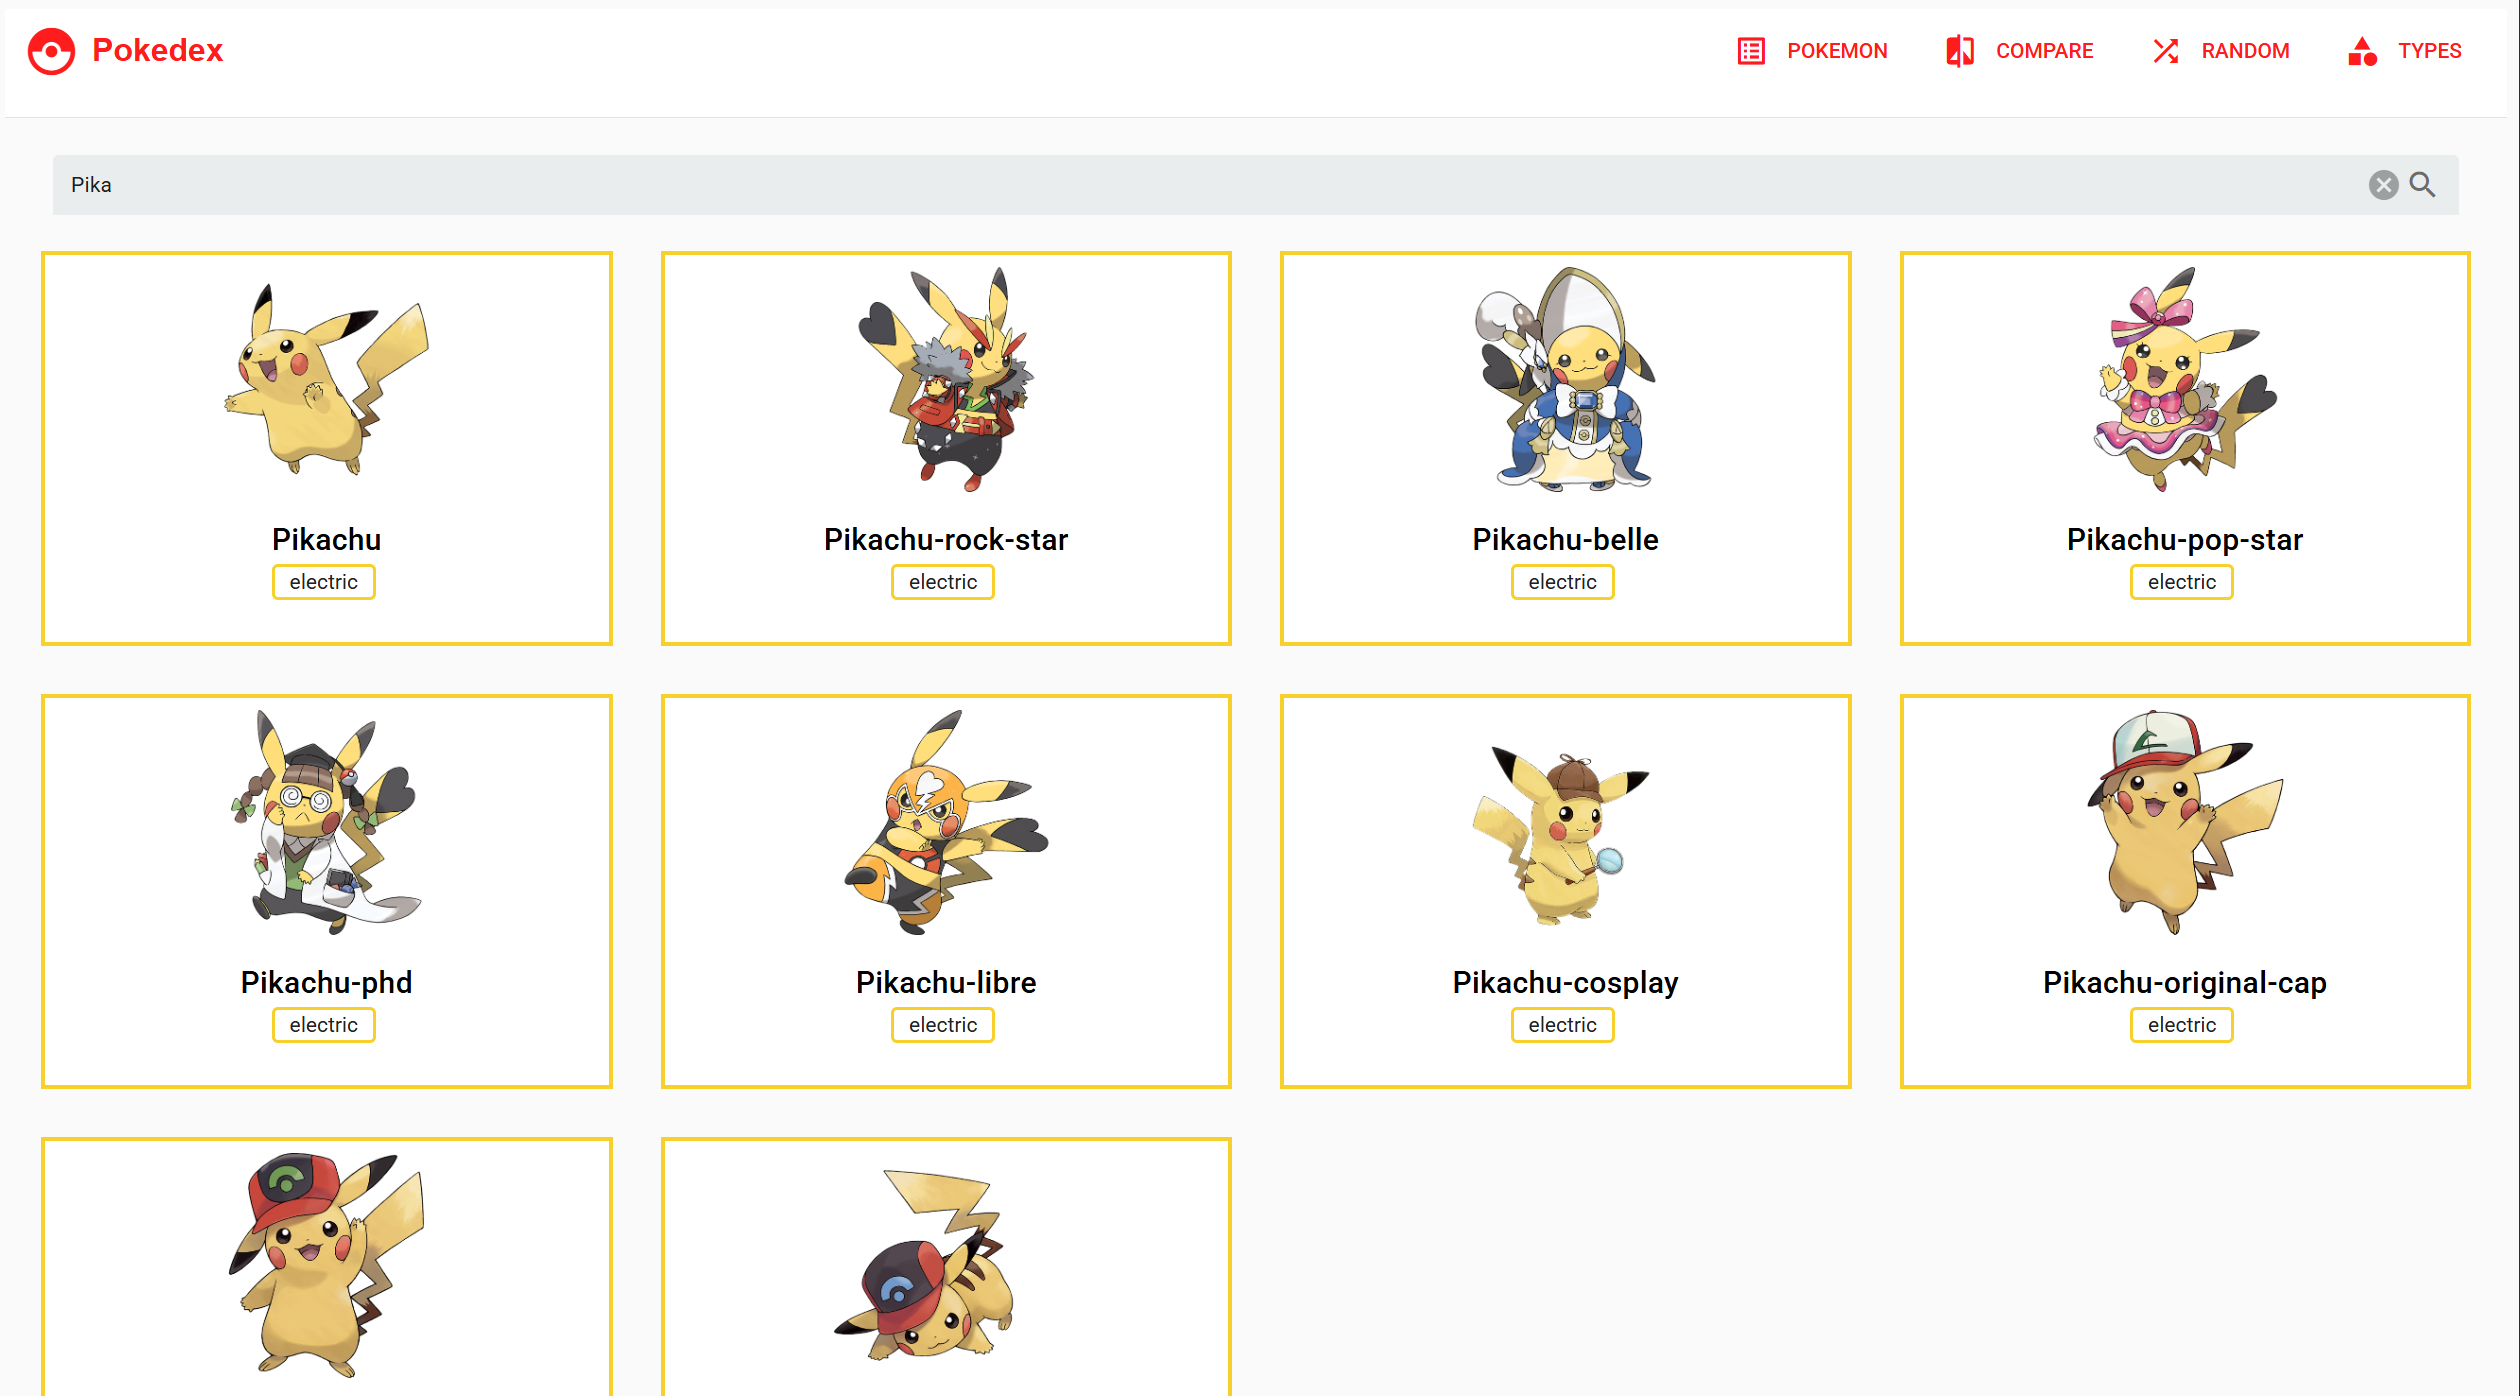 Pokedex
POKEMON COMPARE RANDOM TYPES
Pika
Pikachu
electric
Pikachu-rock-star
electric
Pikachu-belle
electric
Pikachu-pop-star
electric
Pikachu-phd
electric
Pikachu-libre
electric
Pikachu-cosplay
electric
Pikachu-original-cap
electric